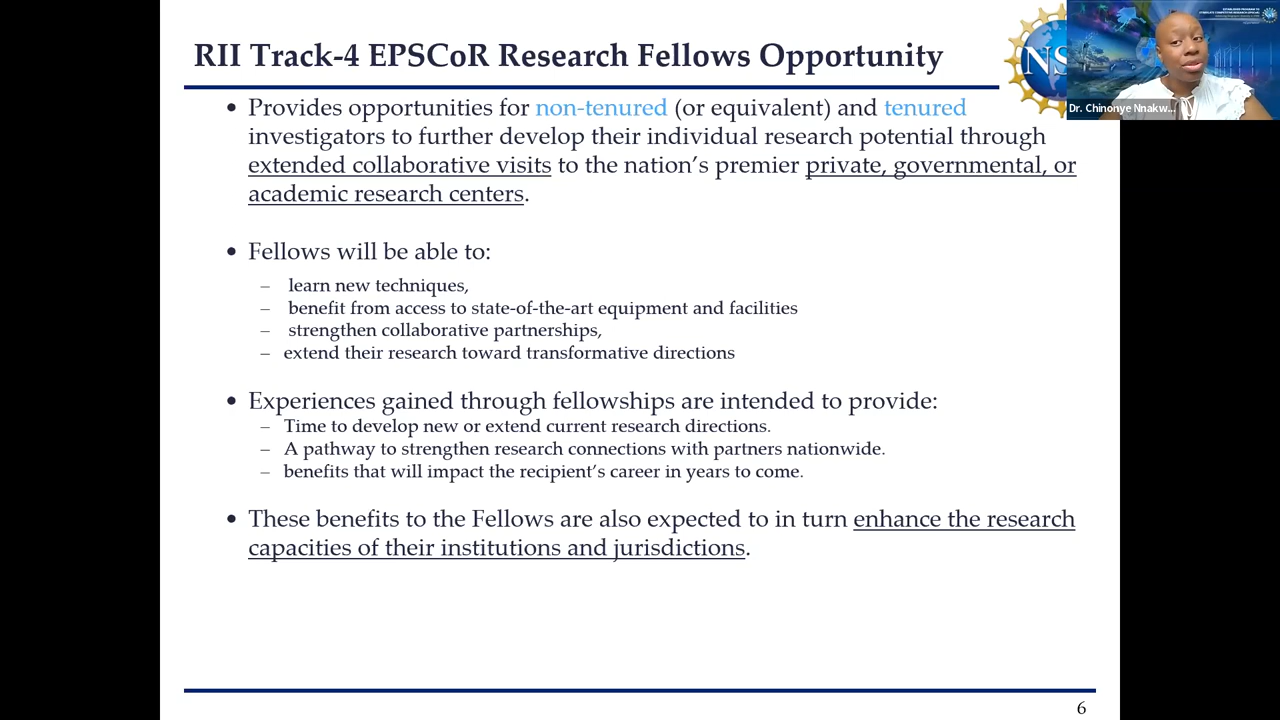 RII Track-4 EPSCoR Research Fellows Opportunity
NS
Dr. Chinonye Nnakw...
• Provides opportunities for non-tenured (or equivalent) and tenured
investigators to further develop their individual research potential through
extended collaborative visits to the nation's premier private, governmental, or
academic research centers.
• Fellows will be able to:
– learn new techniques,
– benefit from access to state-of-the-art equipment and facilities
– strengthen collaborative partnerships,
– extend their research toward transformative directions
• Experiences gained through fellowships are intended to provide:
– Time to develop new or extend current research directions.
– A pathway to strengthen research connections with partners nationwide.
– benefits that will impact the recipient's career in years to come.
• These benefits to the Fellows are also expected to in turn enhance the research
capacities of their institutions and jurisdictions.
6